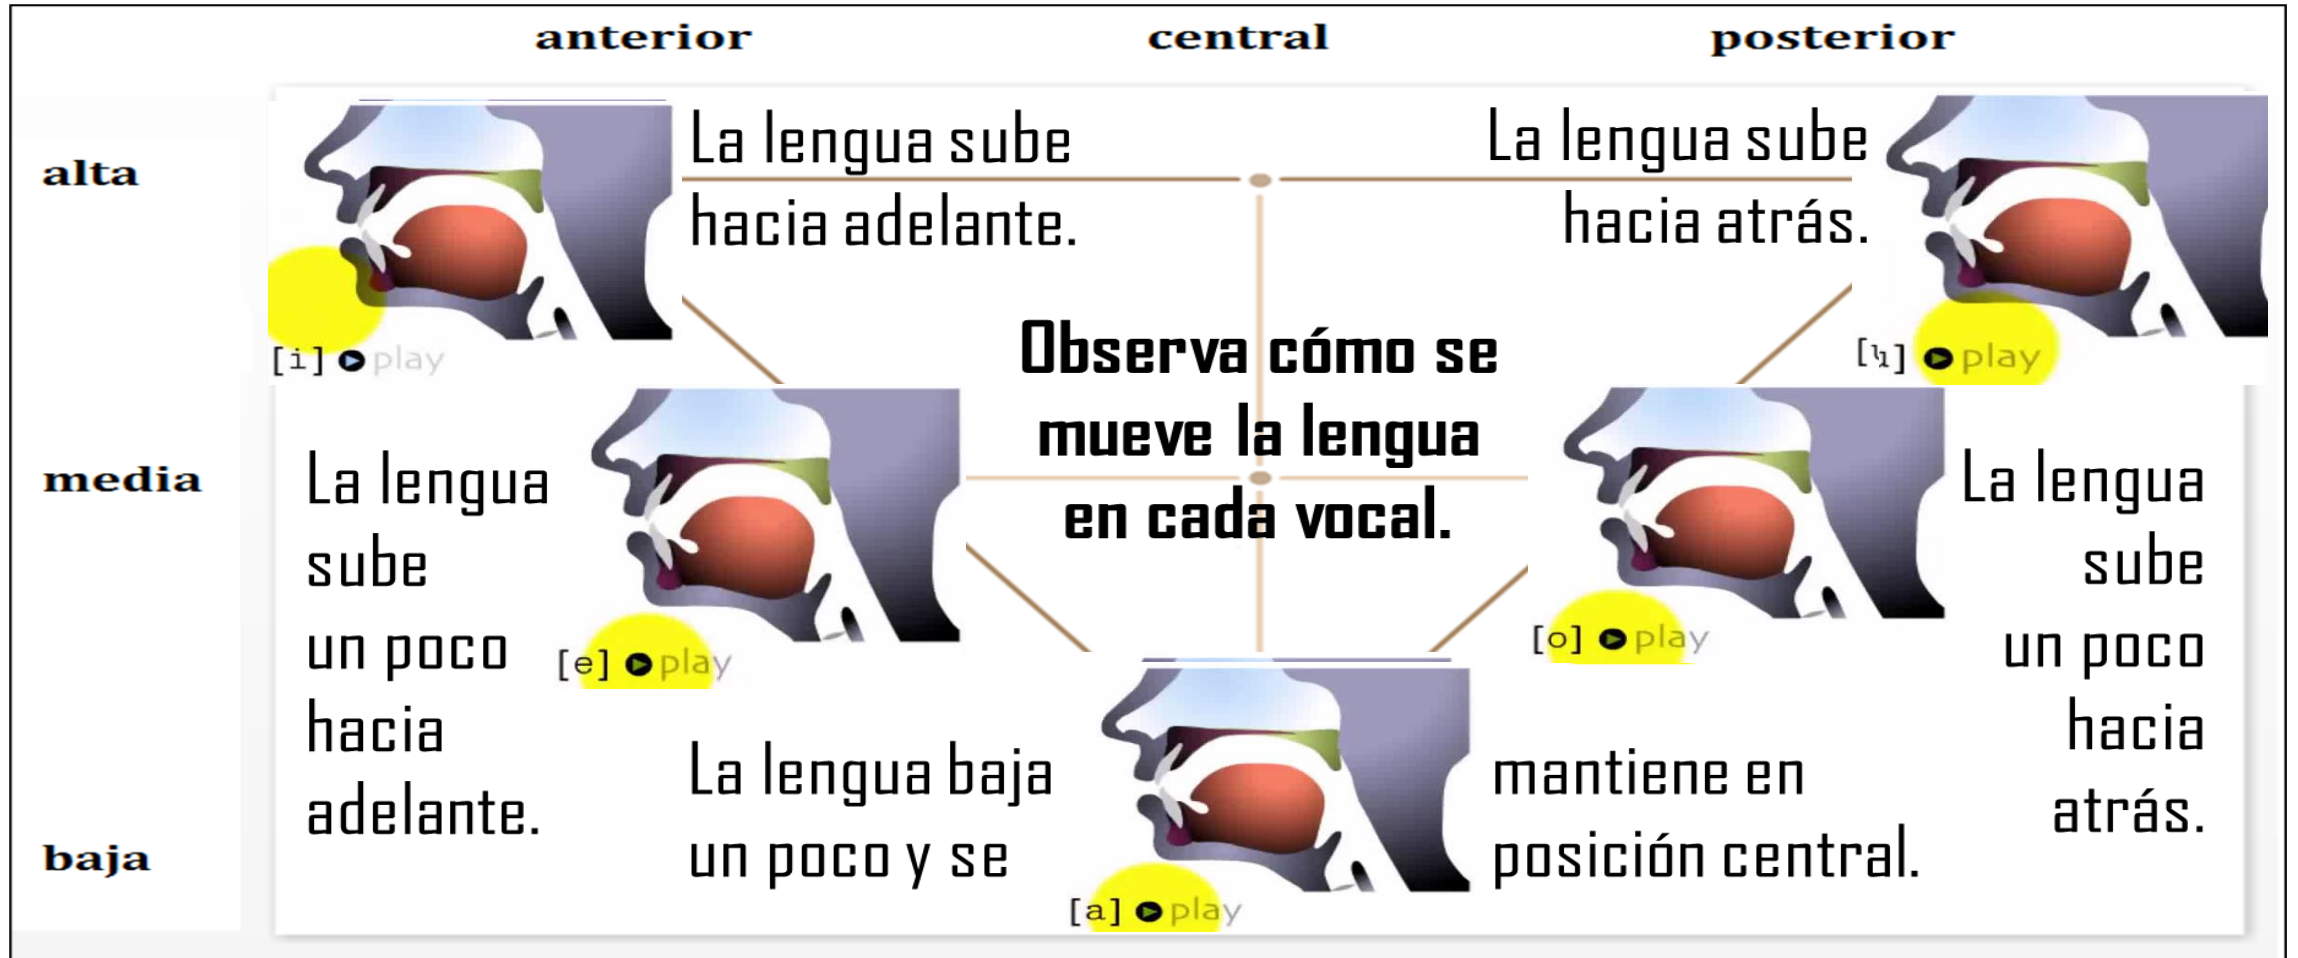 anterior central posterior
alta
La lengua sube
hacia adelante.
La lengua sube
hacia atrás.
[i] play
play
Observa cómo se
mueve la lengua
en cada vocal.
media
La lengua
sube
un poco
hacia
adelante.
[e] play
[o] play
La lengua
sube
un poco
hacia
atrás.
baja
La lengua baja
un poco y se
mantiene en
posición central.
[a] play